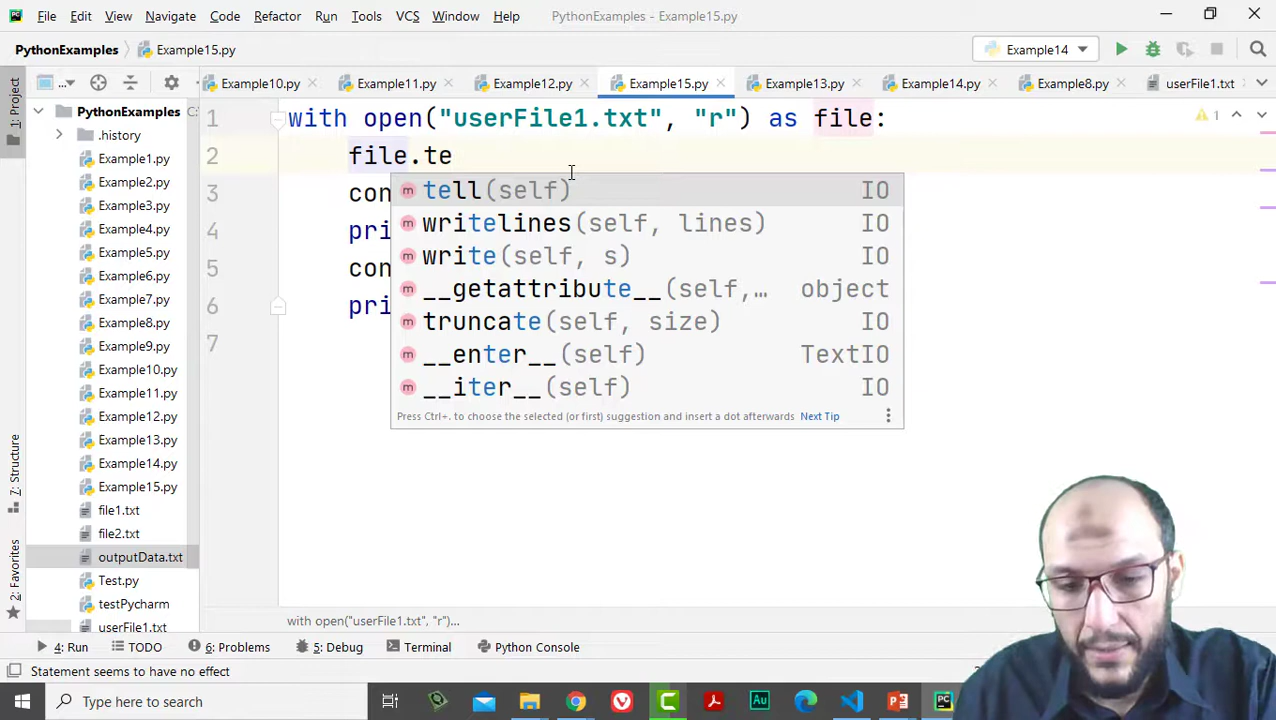 File Edit View Navigate Code Refactor Run Tools VCS Window Help PythonExamples - Example15.py
PythonExamples Example15.py Example14
1: Project
Example10.py Example11.py Example12.py Example15.py Example13.py Example14.py Example8.py userFile1.txt
PythonExamples
.history
Example1.py
Example2.py
Example3.py
Example4.py
Example5.py
Example6.py
Example7.py
Example8.py
Example9.py
Example10.py
Example11.py
Example12.py
Example13.py
Example14.py
Example15.py
file1.txt
file2.txt
outputData.txt
Test.py
testPycharm
userFile1.txt
7: Structure
2: Favorites
1 with open("userFile1.txt", "r") as file: 1
2 file.te
3 con
4 pri
5 con
6 pri
7
tell(self) IO
writelines(self, lines) IO
write(self, s) IO
__getattribute__(self,… object
truncate(self, size) IO
__enter__(self) TextIO
__iter__(self) IO
Press Ctrl+. to choose the selected (or first) suggestion and insert a dot afterwards Next Tip
with open("userFile1.txt", "r")...
4: Run TODO 6: Problems 5: Debug Terminal Python Console
Statement seems to have no effect
Type here to search